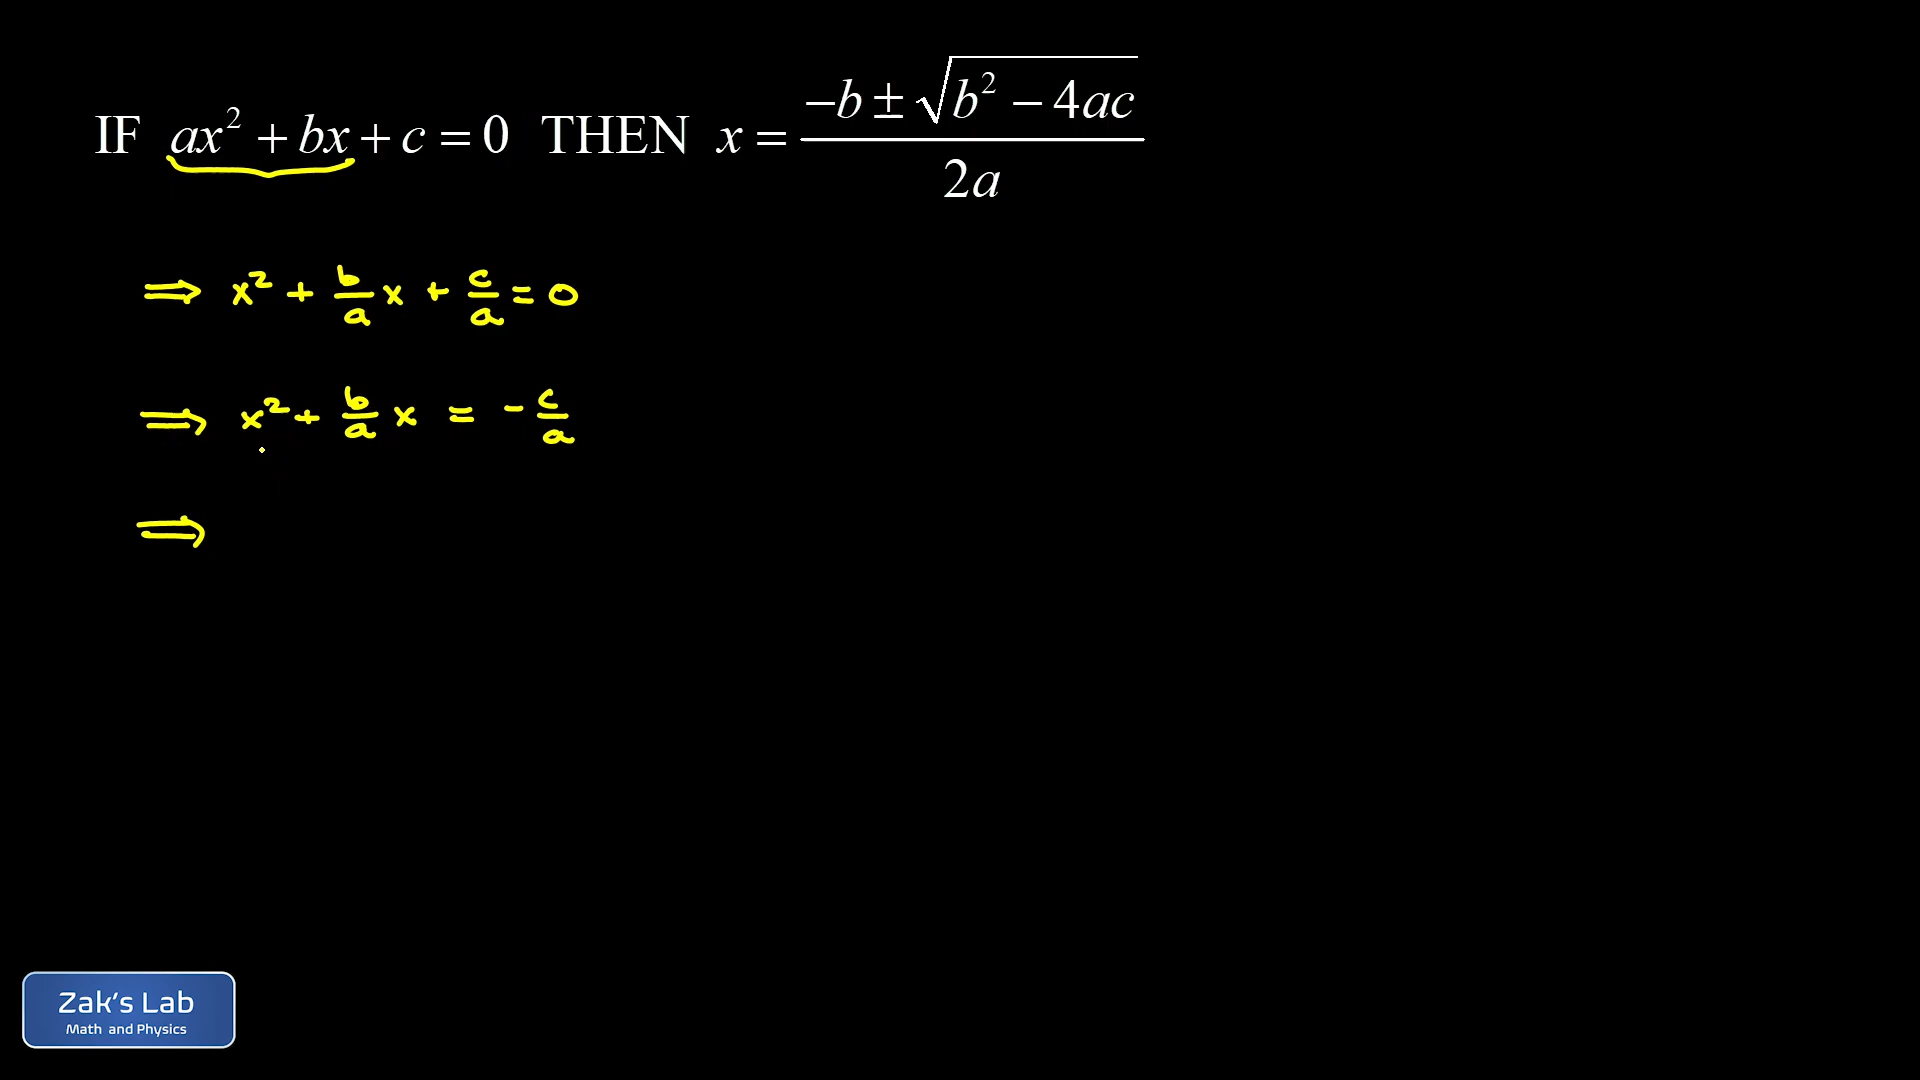 IF ax² + bx + c = 0 THEN x = (−b ± √(b² − 4ac)) / 2a
⇒ x² + b/a x + c/a = 0
⇒ x² + b/a x = - c/a
⇒
Zak's Lab
Math and Physics